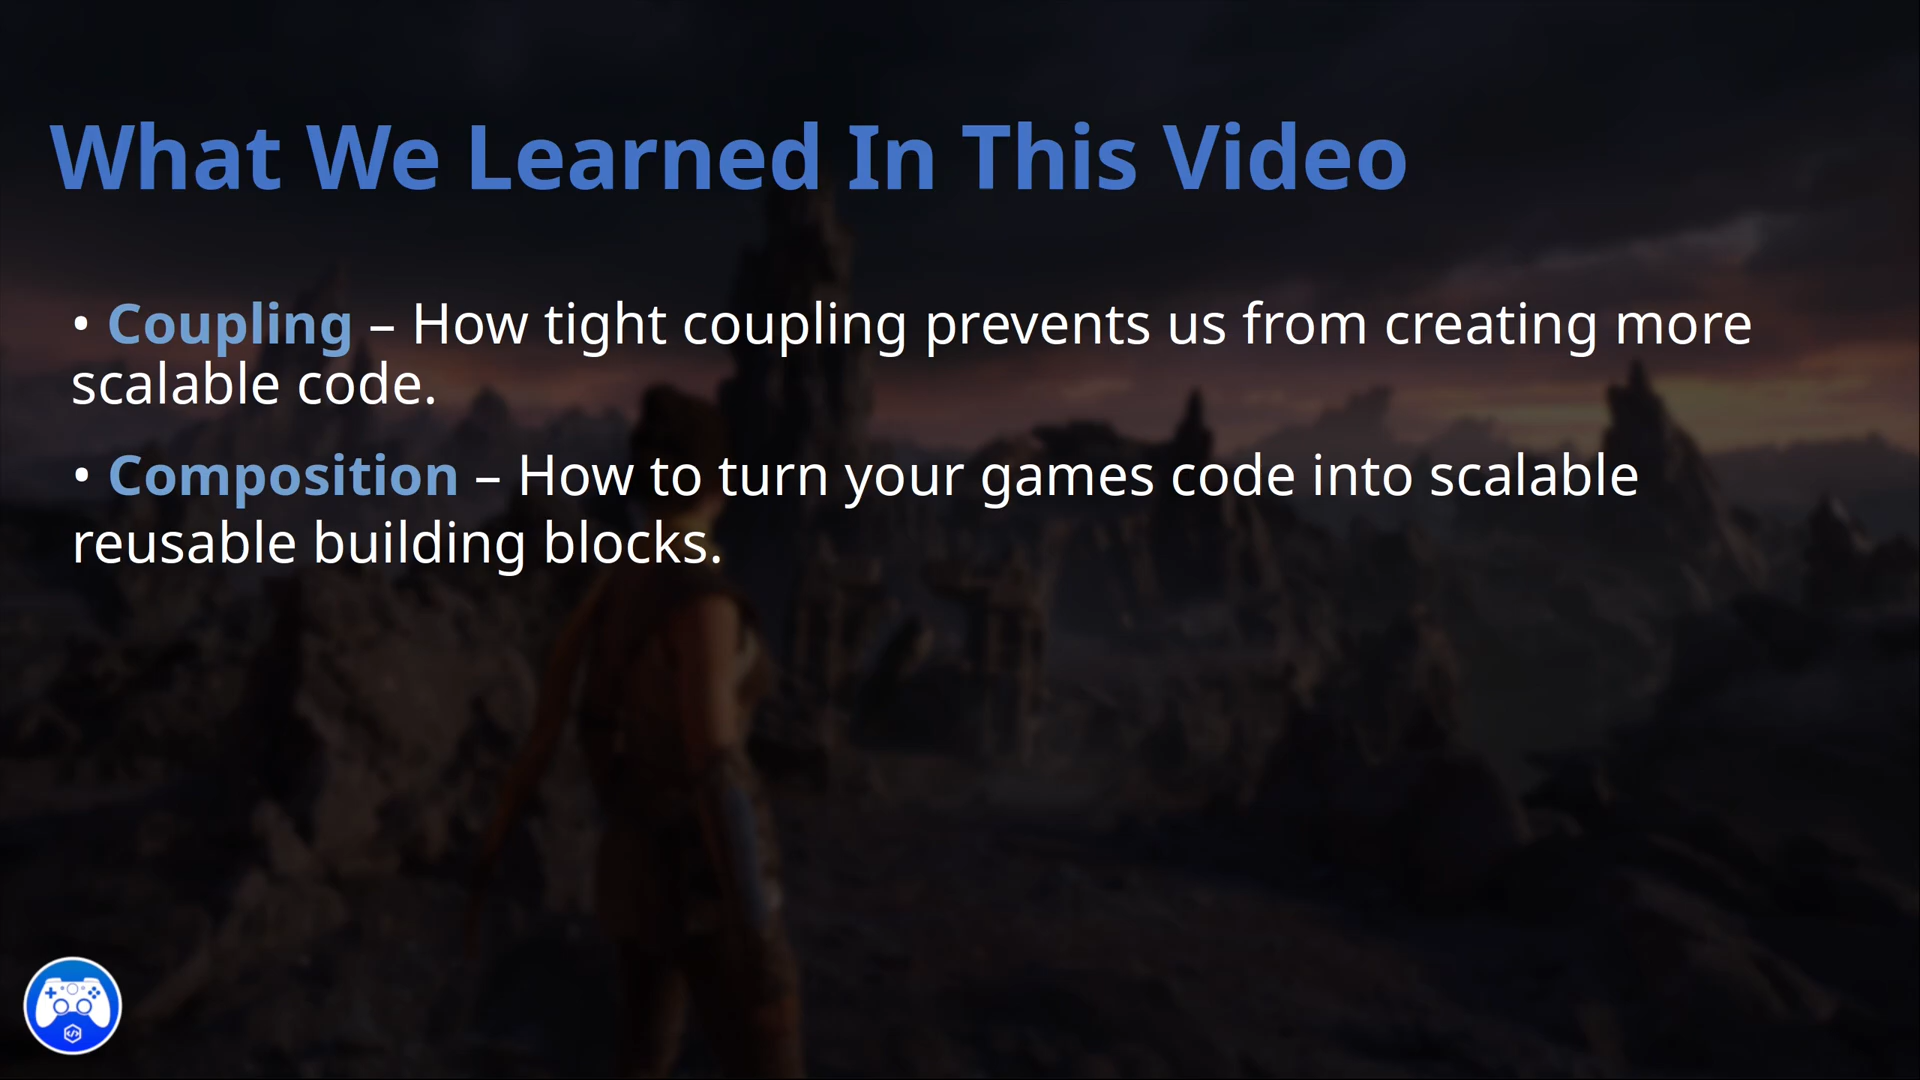 What We Learned In This Video
• Coupling – How tight coupling prevents us from creating more
scalable code.
• Composition – How to turn your games code into scalable
reusable building blocks.